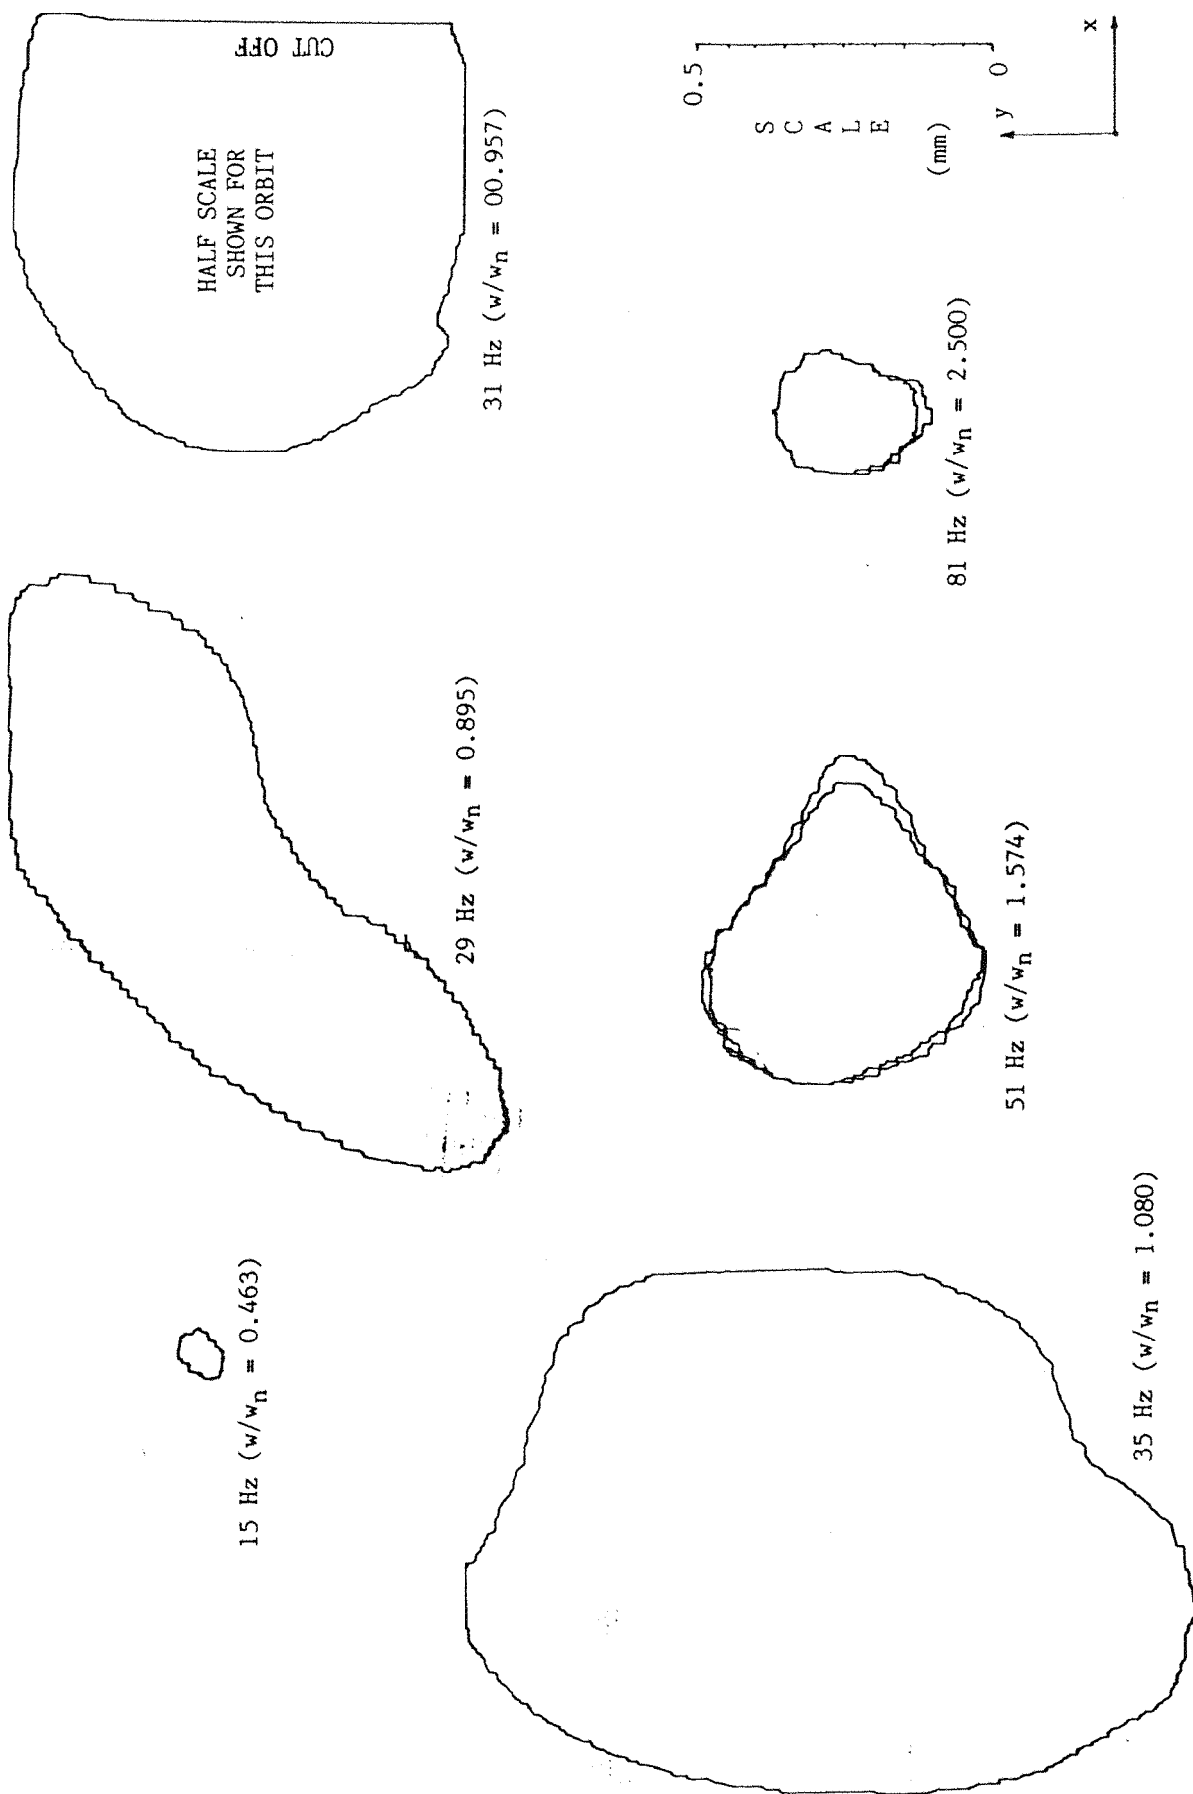 15 Hz (w/wn = 0.463)
29 Hz (w/wn = 0.895)
HALF SCALE
SHOWN FOR
THIS ORBIT
CUT OFF
31 Hz (w/wn = 00.957)
35 Hz (w/wn = 1.080)
51 Hz (w/wn = 1.574)
81 Hz (w/wn = 2.500)
0.5
S
C
A
L
E
(mm)
0
y
x